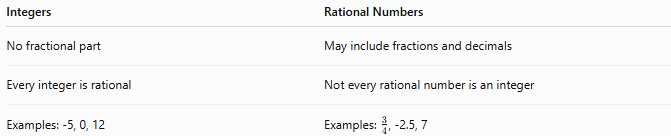 Integers Rational Numbers
No fractional part May include fractions and decimals
Every integer is rational Not every rational number is an integer
Examples: -5, 0, 12 Examples: 3/4, -2.5, 7